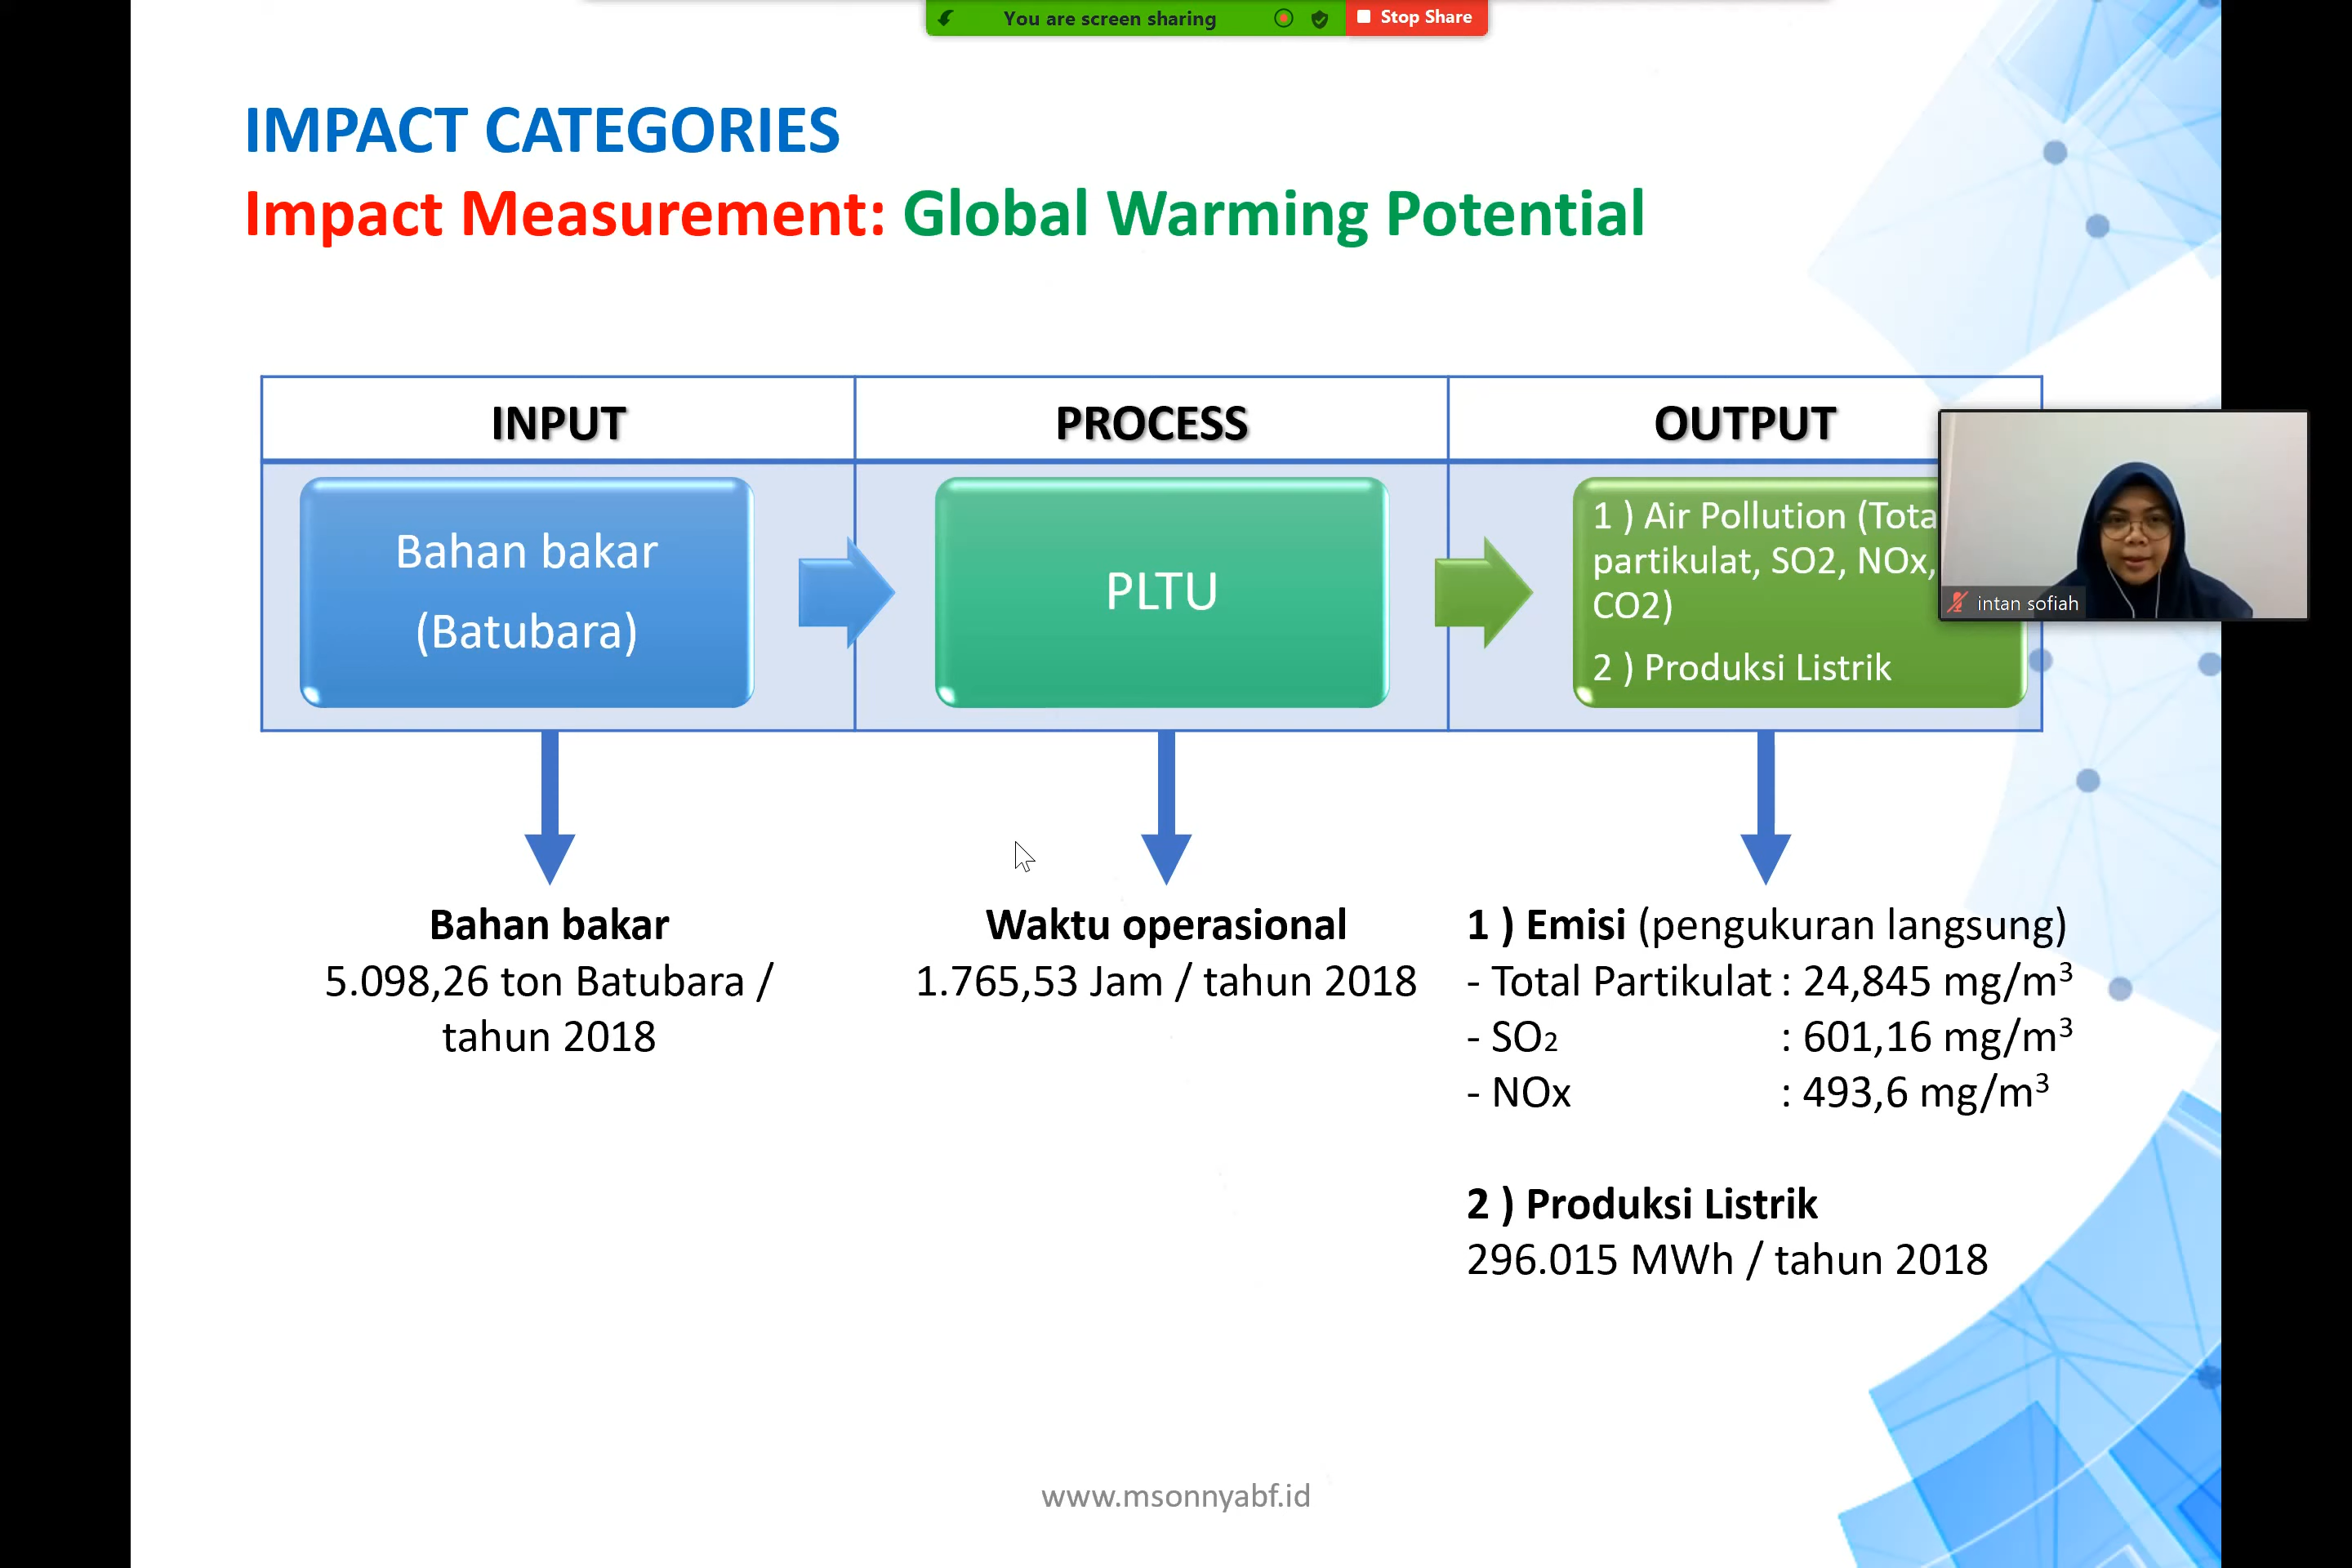 You are screen sharing
Stop Share
IMPACT CATEGORIES
Impact Measurement: Global Warming Potential
INPUT
PROCESS
OUTPUT
Bahan bakar
(Batubara)
PLTU
1 ) Air Pollution (Tota
partikulat, SO2, NOx,
CO2)
2 ) Produksi Listrik
intan sofiah
Bahan bakar
5.098,26 ton Batubara /
tahun 2018
Waktu operasional
1.765,53 Jam / tahun 2018
1 ) Emisi (pengukuran langsung)
- Total Partikulat : 24,845 mg/m³
- SO₂ : 601,16 mg/m³
- NOx : 493,6 mg/m³
2 ) Produksi Listrik
296.015 MWh / tahun 2018
www.msonnyabf.id